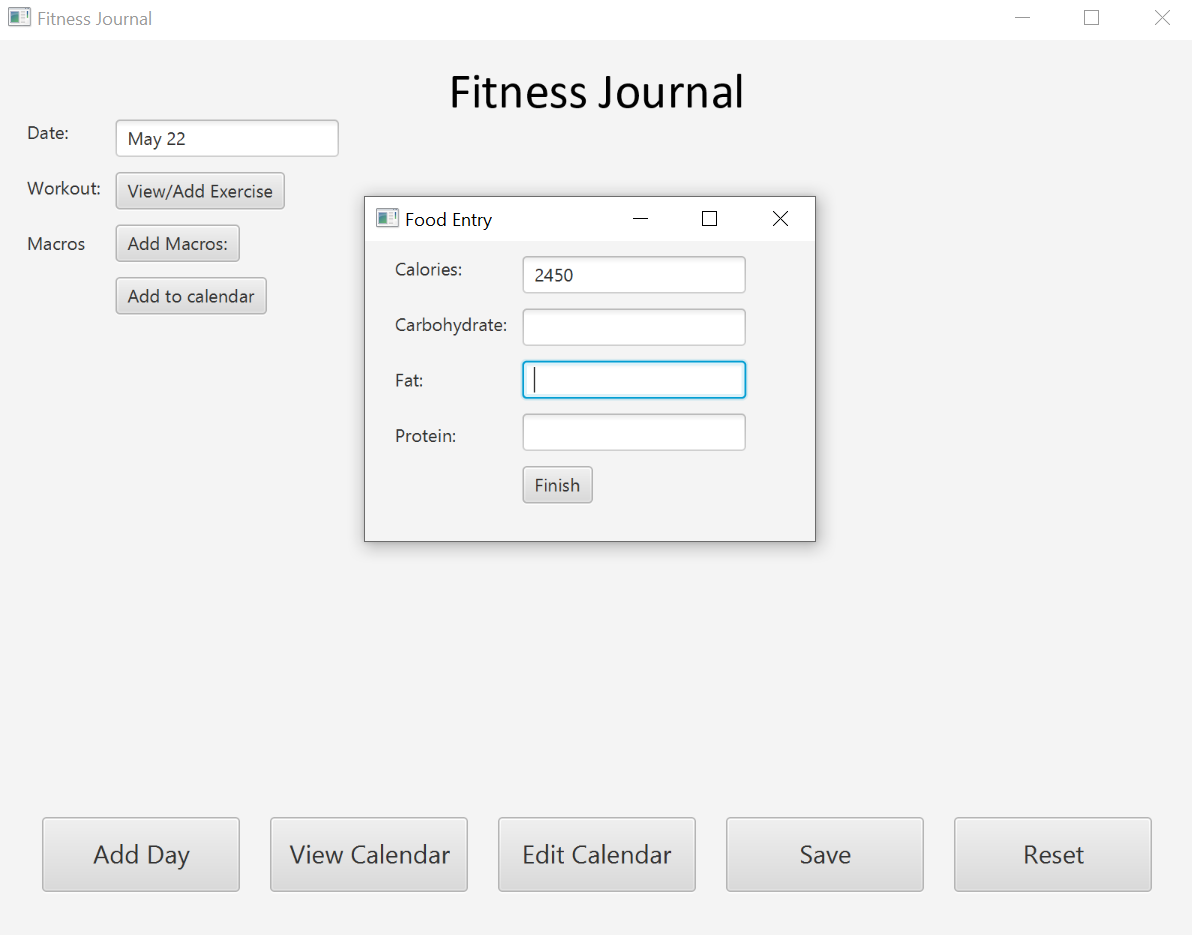 Fitness Journal
Fitness Journal
Date: May 22
Workout: View/Add Exercise
Macros Add Macros:
Add to calendar
Food Entry
Calories: 2450
Carbohydrate:
Fat:
Protein:
Finish
Add Day View Calendar Edit Calendar Save Reset